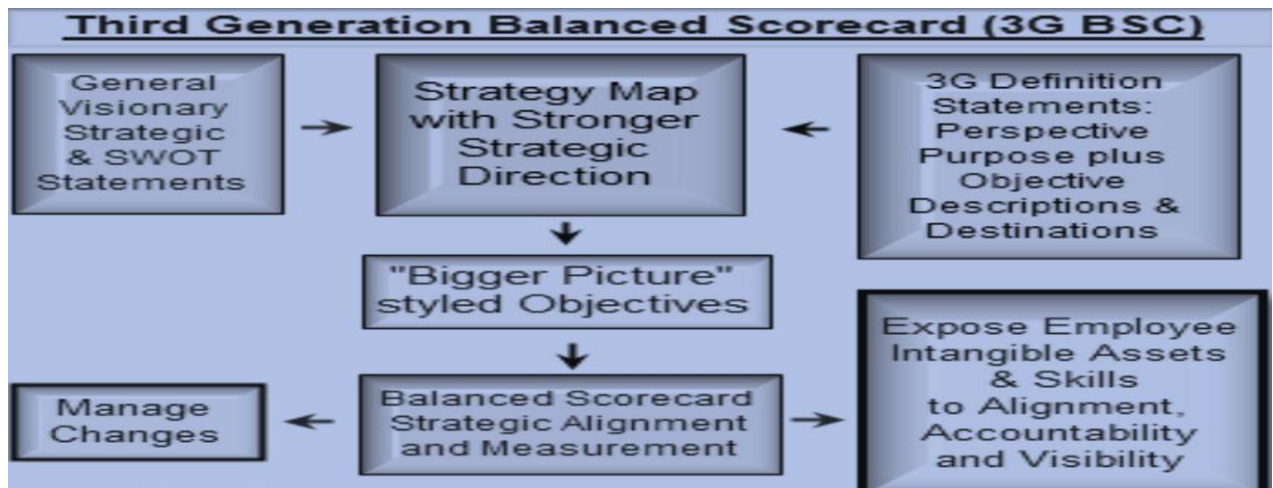 Third Generation Balanced Scorecard (3G BSC)
General
Visionary
Strategic
& SWOT
Statements
Strategy Map
with Stronger
Strategic
Direction
3G Definition
Statements:
Perspective
Purpose plus
Objective
Descriptions &
Destinations
"Bigger Picture"
styled Objectives
Manage
Changes
Balanced Scorecard
Strategic Alignment
and Measurement
Expose Employee
Intangible Assets
& Skills
to Alignment,
Accountability
and Visibility